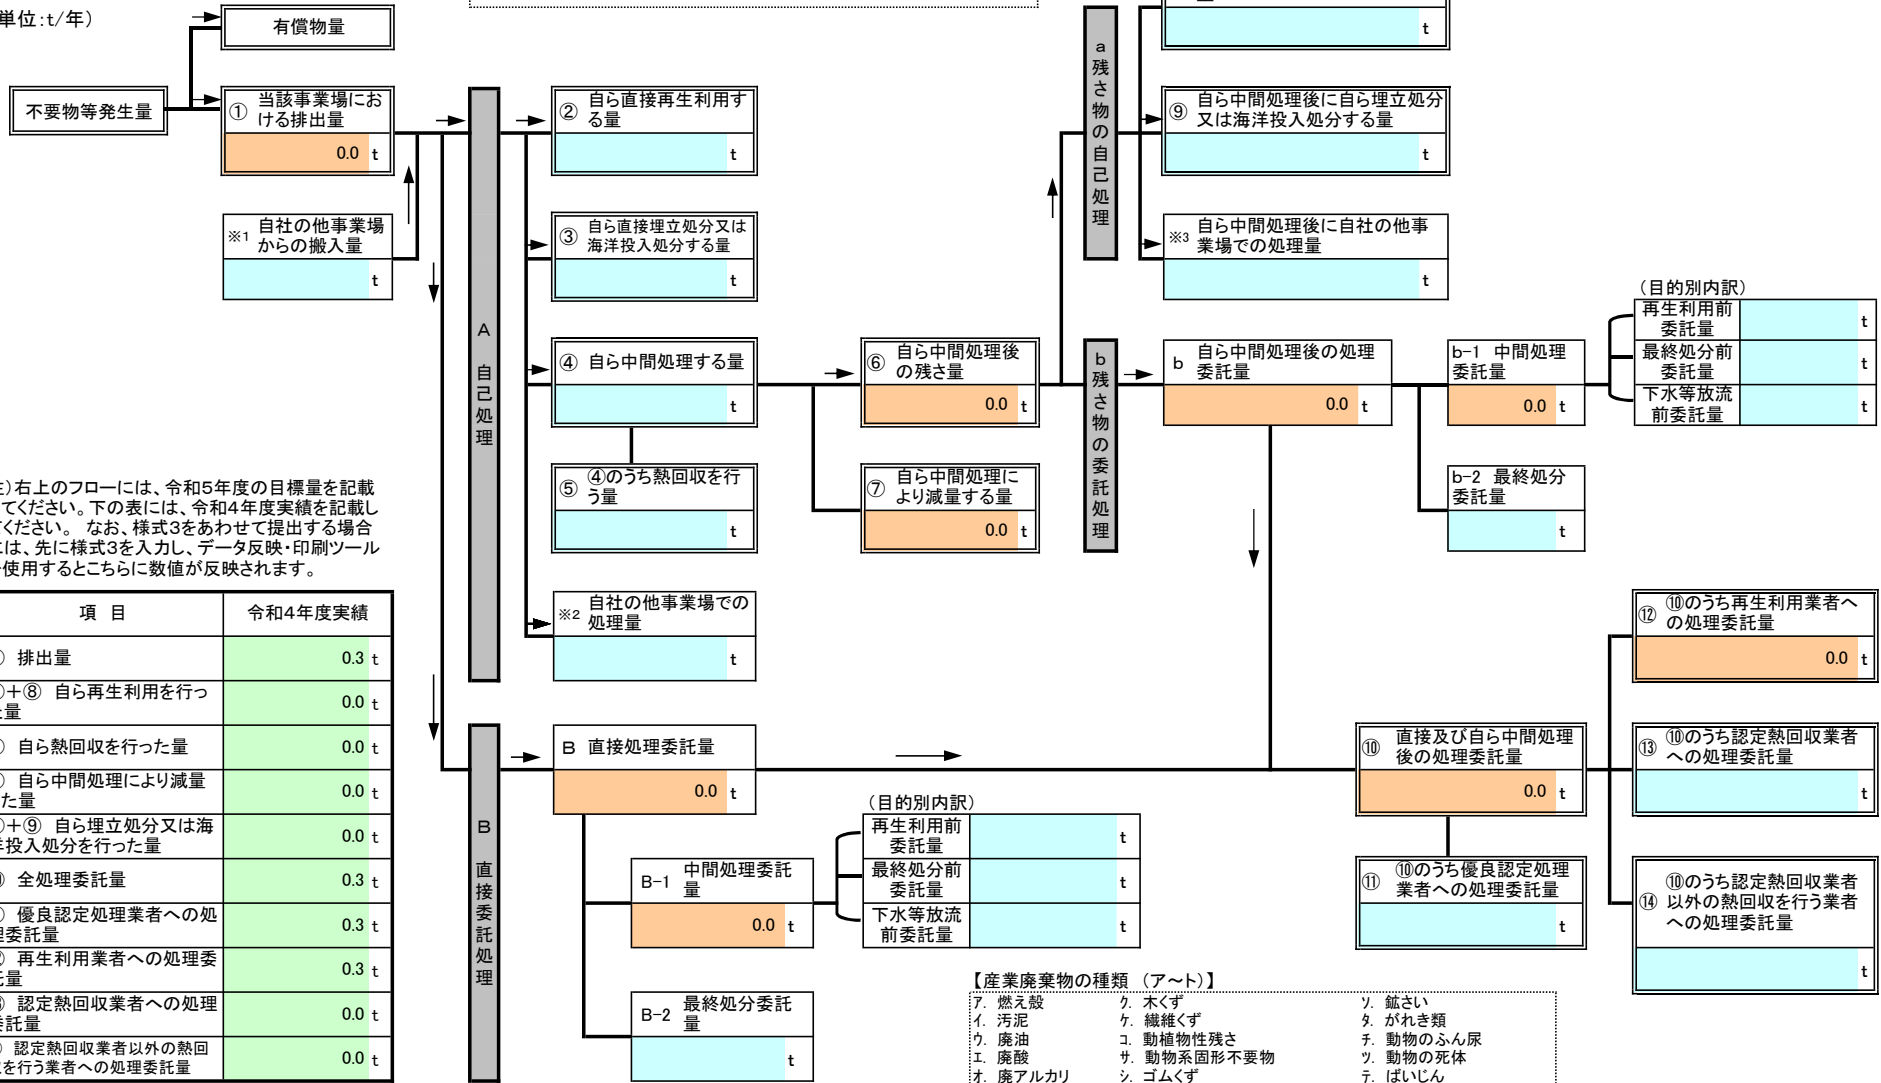 単位:t/年）
有償物量
不要物等発生量
① 当該事業場にお
ける排出量
0.0 t
※1 自社の他事業場
からの搬入量
t
A 自己処理
② 自ら直接再生利用す
る量
t
③ 自ら直接埋立処分又は
海洋投入処分する量
t
④ 自ら中間処理する量
t
⑤ ④のうち熱回収を行
う量
t
※2 自社の他事業場での
処理量
t
⑥ 自ら中間処理後
の残さ量
0.0 t
⑦ 自ら中間処理に
より減量する量
0.0 t
a 残さ物の自己処理
t
⑨ 自ら中間処理後に自ら埋立処分
又は海洋投入処分する量
t
※3 自ら中間処理後に自社の他事
業場での処理量
t
b 残さ物の委託処理
b 自ら中間処理後の処理
委託量
0.0 t
b-1 中間処理
委託量
0.0 t
b-2 最終処分
委託量
t
（目的別内訳）
再生利用前
委託量 t
最終処分前
委託量 t
下水等放流
前委託量 t
）右上のフローには、令和5年度の目標量を記載
てください。下の表には、令和4年度実績を記載し
ください。 なお、様式3をあわせて提出する場合
は、先に様式3を入力し、データ反映・印刷ツール
使用するとこちらに数値が反映されます。
項 目 令和4年度実績
排出量 0.3 t
＋⑧ 自ら再生利用を行っ
量 0.0 t
自ら熱回収を行った量 0.0 t
自ら中間処理により減量
た量 0.0 t
＋⑨ 自ら埋立処分又は海
投入処分を行った量 0.0 t
全処理委託量 0.3 t
優良認定処理業者への処
委託量 0.3 t
再生利用業者への処理委
量 0.3 t
認定熱回収業者への処理
託量 0.0 t
認定熱回収業者以外の熱回
を行う業者への処理委託量 0.0 t
B 直接委託処理
B 直接処理委託量
0.0 t
B-1 中間処理委託
量
0.0 t
B-2 最終処分委託
量
t
（目的別内訳）
再生利用前
委託量 t
最終処分前
委託量 t
下水等放流
前委託量 t
⑩ 直接及び自ら中間処理
後の処理委託量
0.0 t
⑪ ⑩のうち優良認定処理
業者への処理委託量
t
⑫ ⑩のうち再生利用業者へ
の処理委託量
0.0 t
⑬ ⑩のうち認定熱回収業者
への処理委託量
t
⑭ ⑩のうち認定熱回収業者
以外の熱回収を行う業者
への処理委託量
t
【産業廃棄物の種類 （ア～ト）】
ア. 燃え殻 ク. 木くず ソ. 鉱さい
イ. 汚泥 ケ. 繊維くず タ. がれき類
ウ. 廃油 コ. 動植物性残さ チ. 動物のふん尿
エ. 廃酸 サ. 動物系固形不要物 ツ. 動物の死体
オ. 廃アルカリ シ. ゴムくず テ. ばいじん